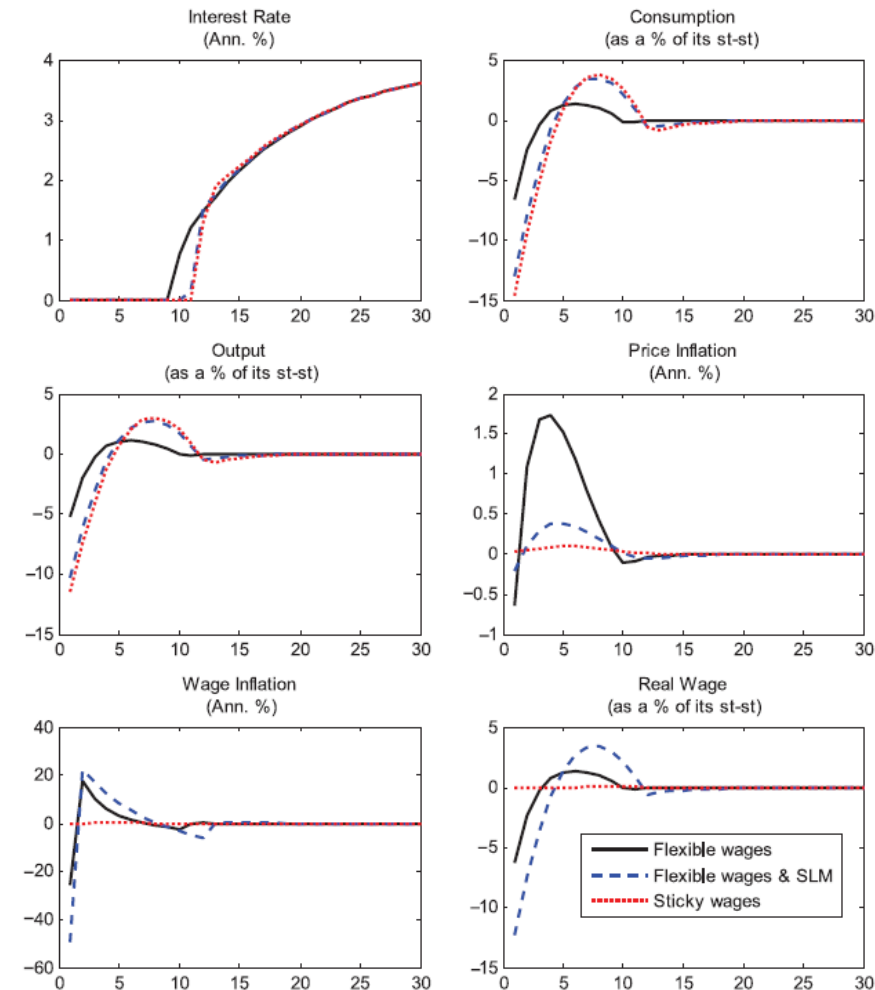 Interest Rate
(Ann. %)
4
3
2
1
0
0 5 10 15 20 25 30
Consumption
(as a % of its st-st)
5
0
−5
−10
−15
0 5 10 15 20 25 30
Output
(as a % of its st-st)
5
0
−5
−10
−15
0 5 10 15 20 25 30
Price Inflation
(Ann. %)
2
1.5
1
0.5
0
−0.5
−1
0 5 10 15 20 25 30
Wage Inflation
(Ann. %)
40
20
0
−20
−40
−60
0 5 10 15 20 25 30
Real Wage
(as a % of its st-st)
5
0
−5
−10
−15
0 5 10 15 20 25 30
Flexible wages
Flexible wages & SLM
Sticky wages